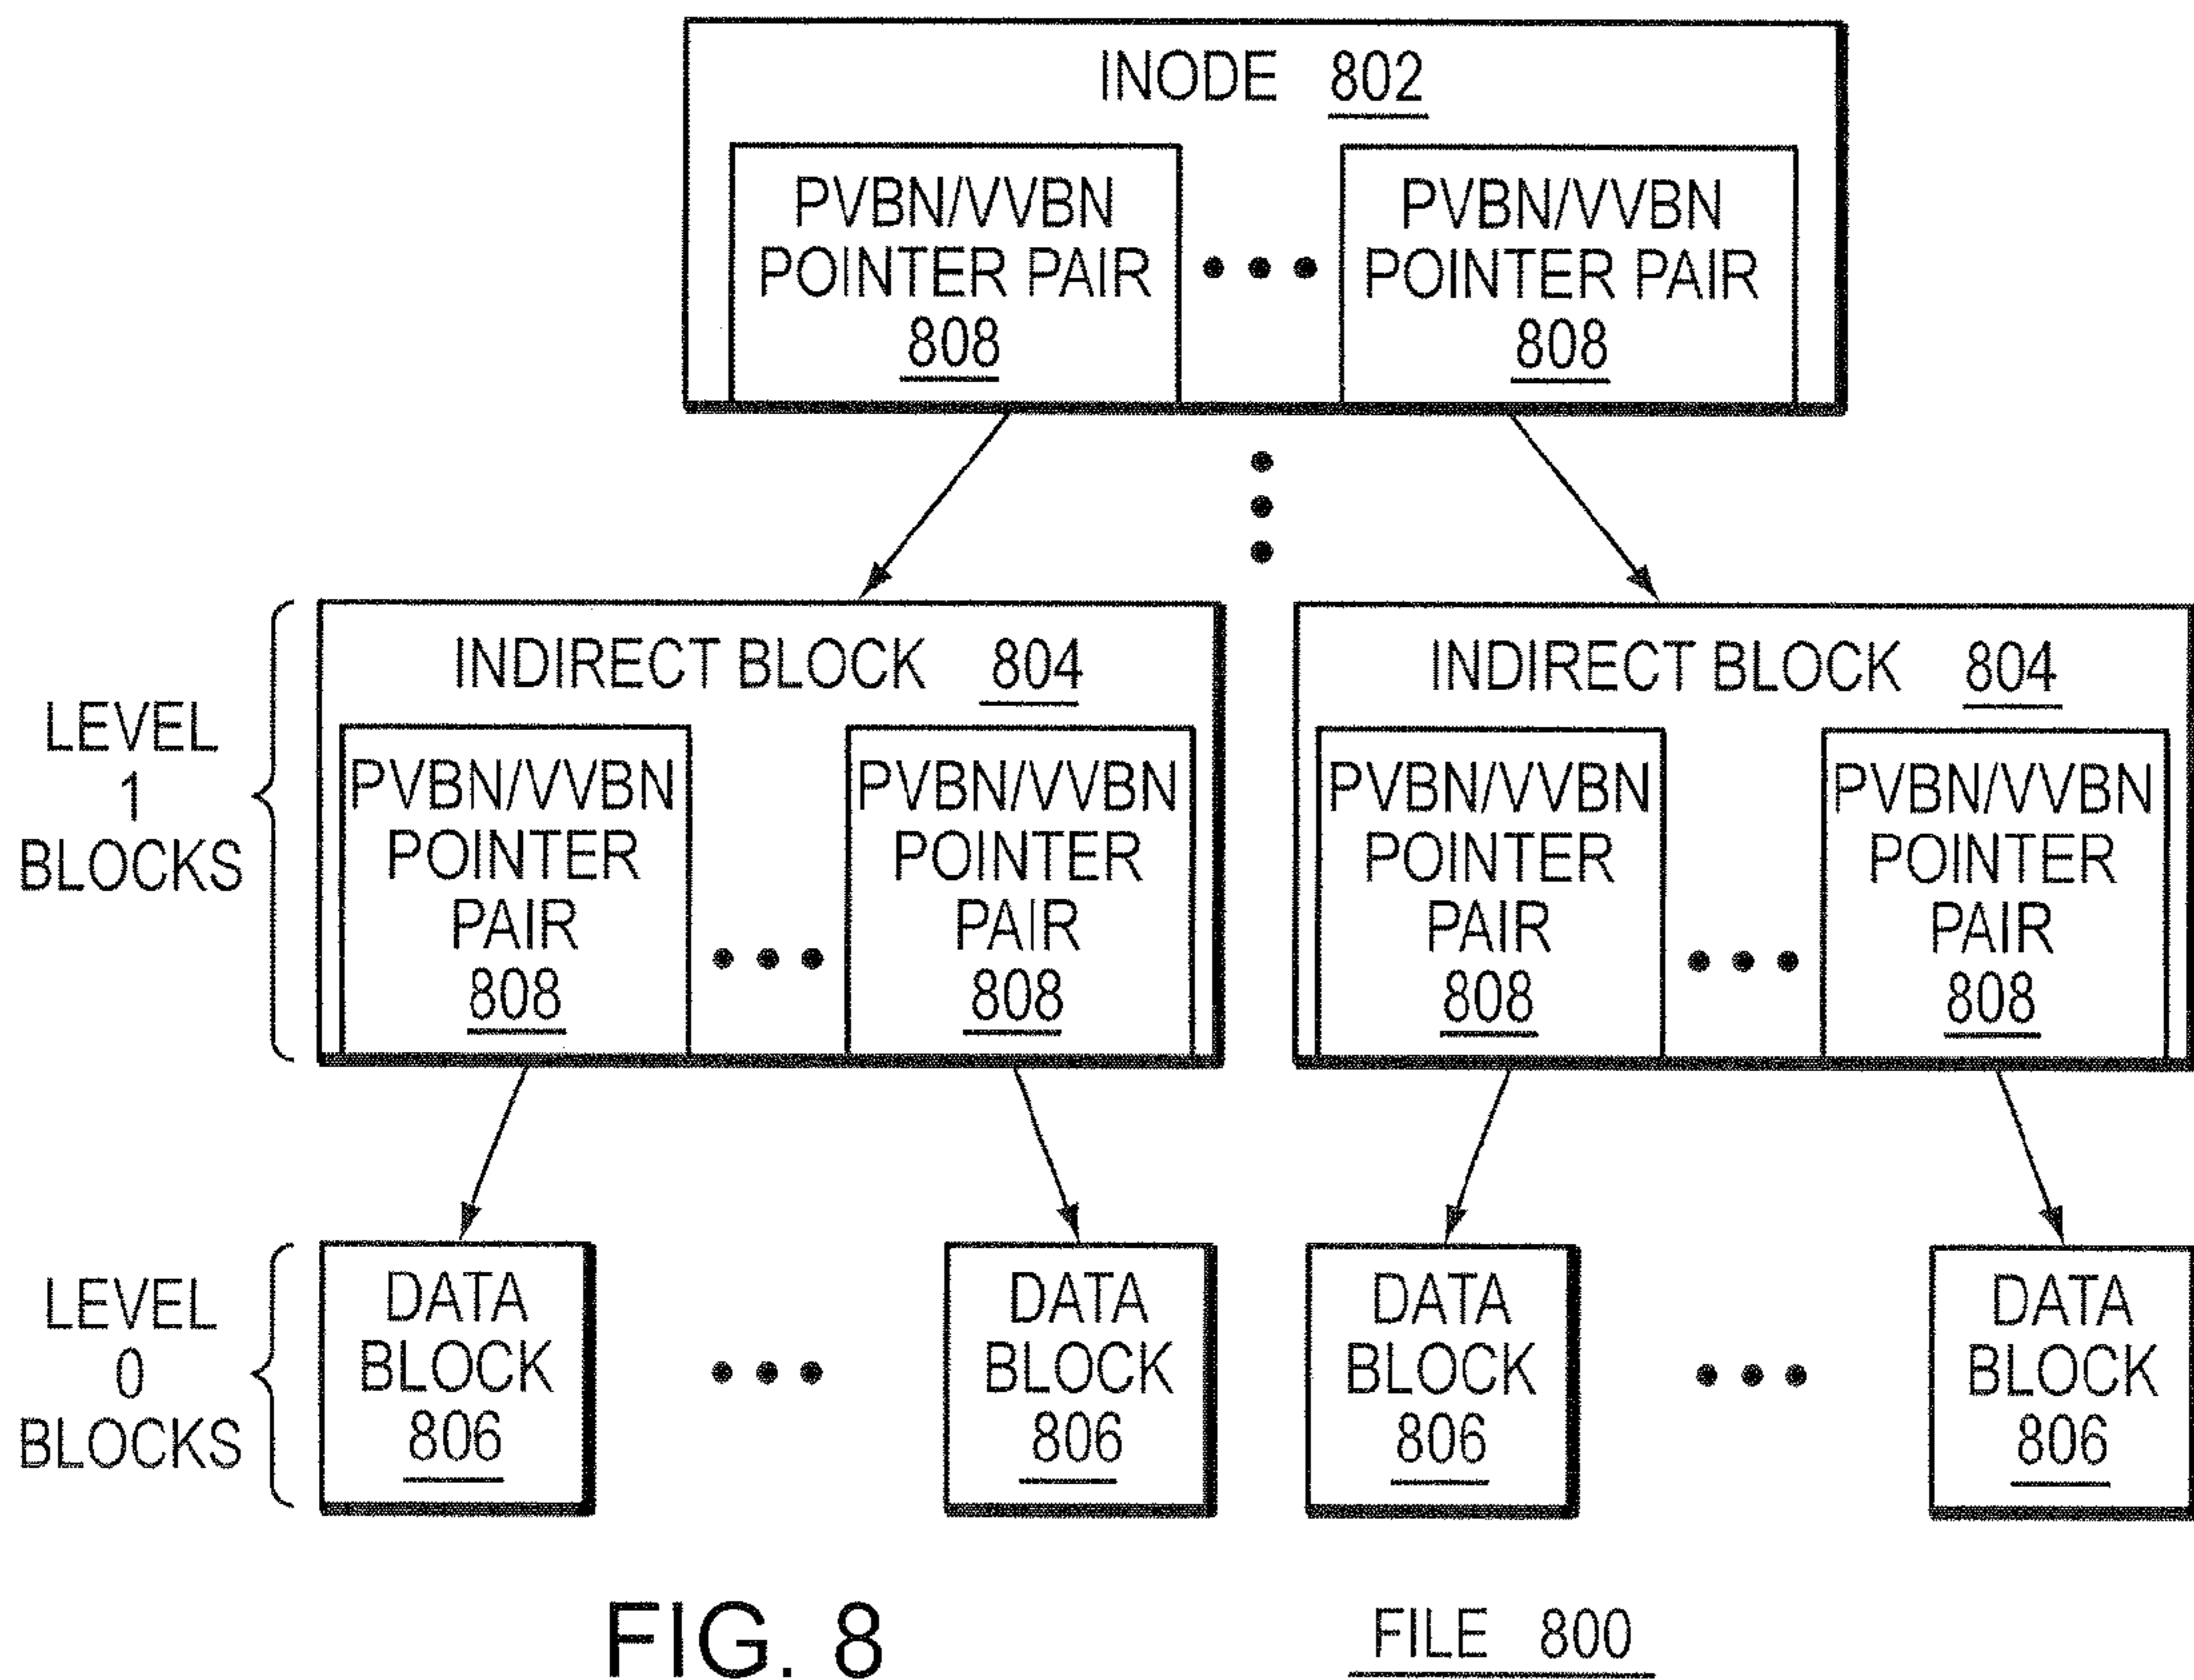 INODE 802
PVBN/VVBN
POINTER PAIR
808
PVBN/VVBN
POINTER PAIR
808
LEVEL
1
BLOCKS
INDIRECT BLOCK 804
PVBN/VVBN
POINTER
PAIR
808
PVBN/VVBN
POINTER
PAIR
808
INDIRECT BLOCK 804
PVBN/VVBN
POINTER
PAIR
808
PVBN/VVBN
POINTER
PAIR
808
LEVEL
0
BLOCKS
DATA
BLOCK
806
DATA
BLOCK
806
DATA
BLOCK
806
DATA
BLOCK
806
FIG. 8
FILE 800